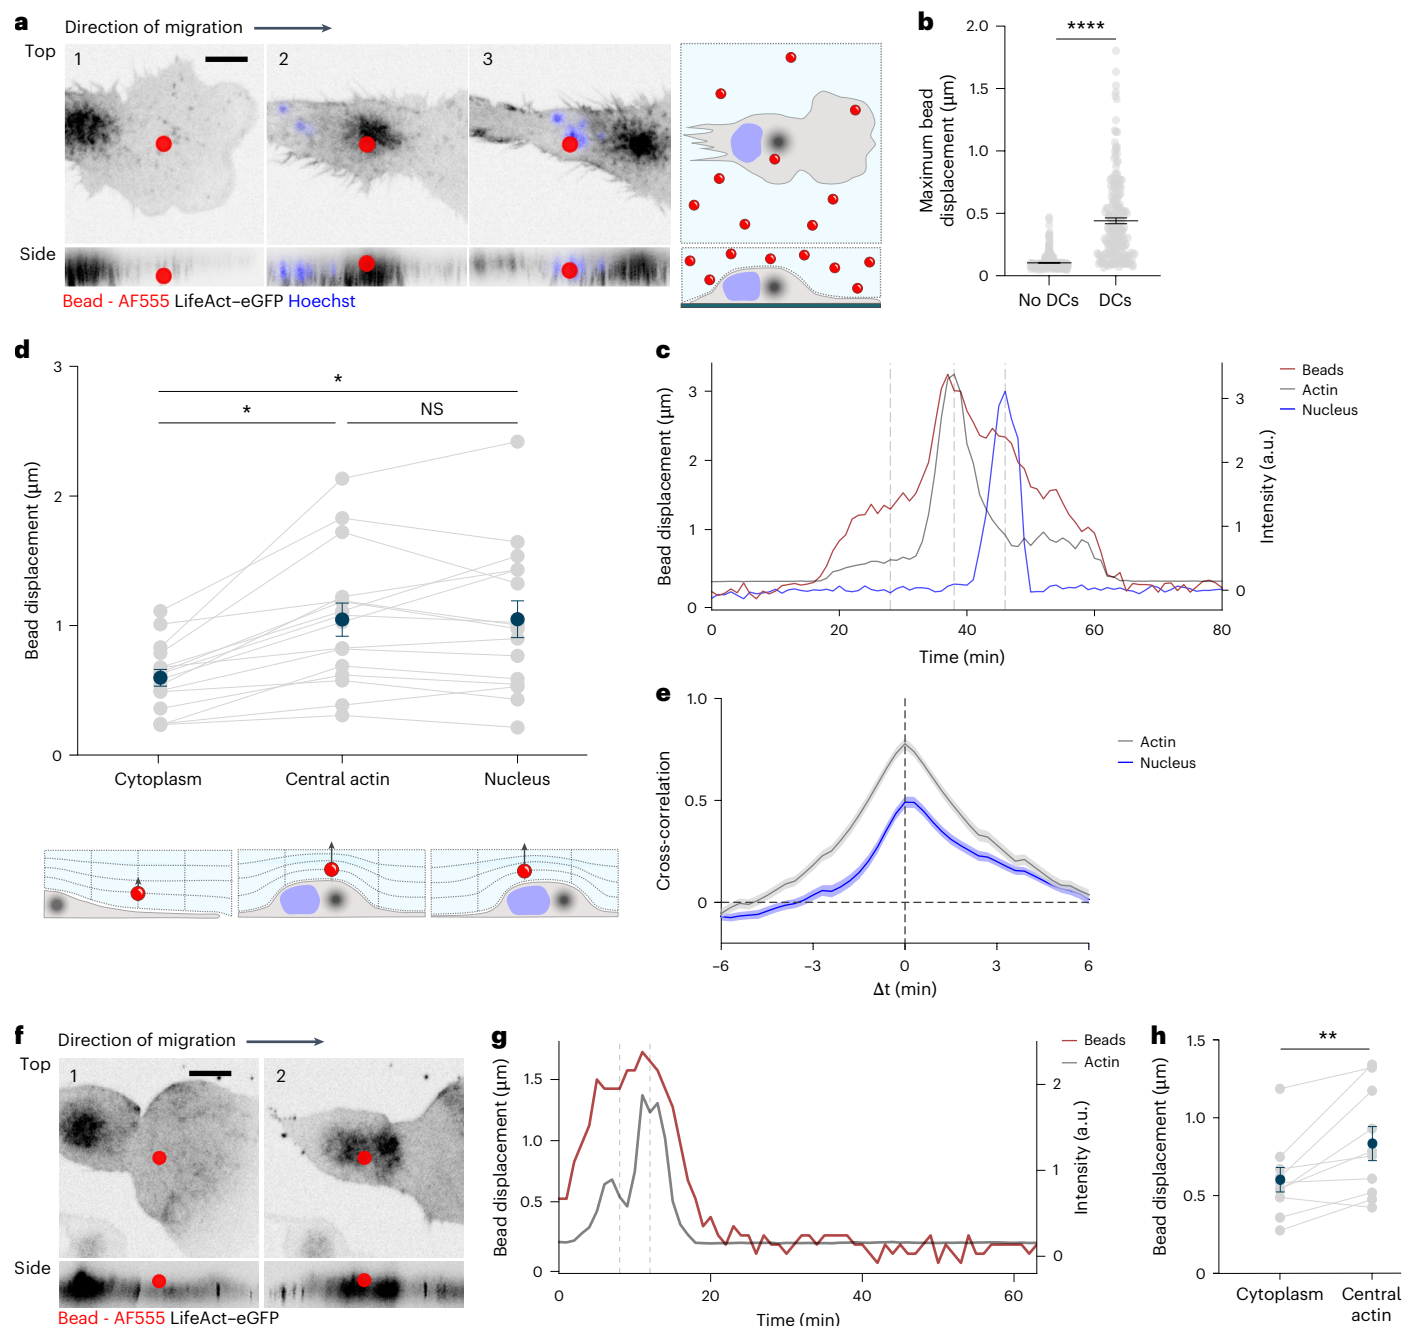 a
Direction of migration
Top
1
2
3
Side
Bead - AF555 LifeAct–eGFP Hoechst
b
Maximum bead
displacement (μm)
2.0
1.5
1.0
0.5
0
****
No DCs
DCs
d
Bead displacement (μm)
3
2
1
0
*
*
NS
Cytoplasm
Central actin
Nucleus
c
Bead displacement (μm)
3
2
1
0
0
20
40
60
80
Time (min)
3
2
1
0
Intensity (a.u.)
Beads
Actin
Nucleus
e
Cross-correlation
1.0
0.5
0
–6
–3
0
3
6
Δt (min)
Actin
Nucleus
f
Direction of migration
Top
1
2
Side
Bead - AF555 LifeAct–eGFP
g
Bead displacement (μm)
1.5
1.0
0.5
0
0
20
40
60
Time (min)
2
1
0
Intensity (a.u.)
Beads
Actin
h
Bead displacement (μm)
1.5
1.0
0.5
0
**
Cytoplasm
Central
actin